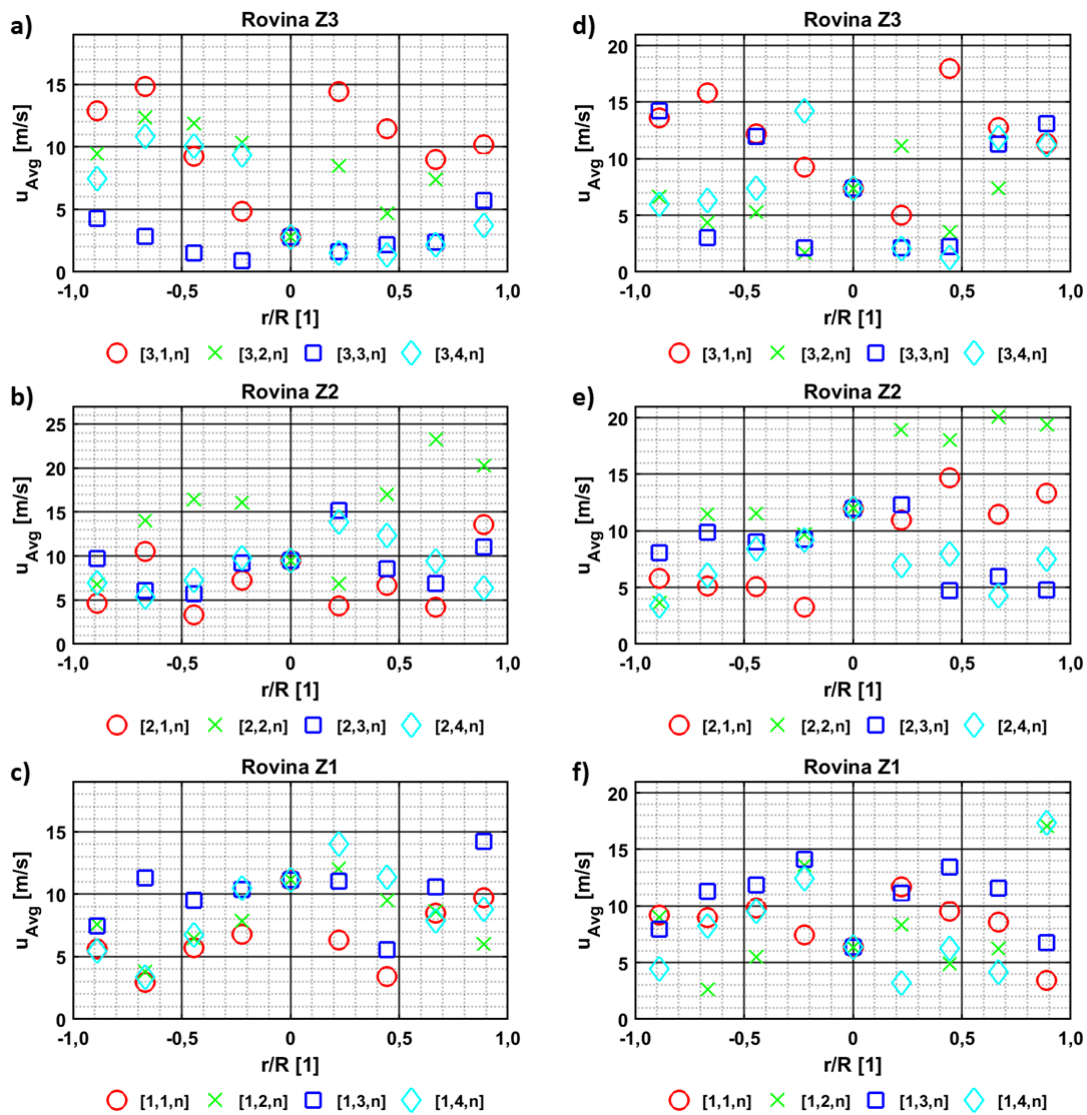 a)
Rovina Z3
u_Avg [m/s]
15
10
5
0
-1,0 -0,5 0 0,5 1,0
r/R [1]
[3,1,n] [3,2,n] [3,3,n] [3,4,n]
d)
Rovina Z3
u_Avg [m/s]
20
15
10
5
0
-1,0 -0,5 0 0,5 1,0
r/R [1]
[3,1,n] [3,2,n] [3,3,n] [3,4,n]
b)
Rovina Z2
u_Avg [m/s]
25
20
15
10
5
0
-1,0 -0,5 0 0,5 1,0
r/R [1]
[2,1,n] [2,2,n] [2,3,n] [2,4,n]
e)
Rovina Z2
u_Avg [m/s]
20
15
10
5
0
-1,0 -0,5 0 0,5 1,0
r/R [1]
[2,1,n] [2,2,n] [2,3,n] [2,4,n]
c)
Rovina Z1
u_Avg [m/s]
15
10
5
0
-1,0 -0,5 0 0,5 1,0
r/R [1]
[1,1,n] [1,2,n] [1,3,n] [1,4,n]
f)
Rovina Z1
u_Avg [m/s]
20
15
10
5
0
-1,0 -0,5 0 0,5 1,0
r/R [1]
[1,1,n] [1,2,n] [1,3,n] [1,4,n]